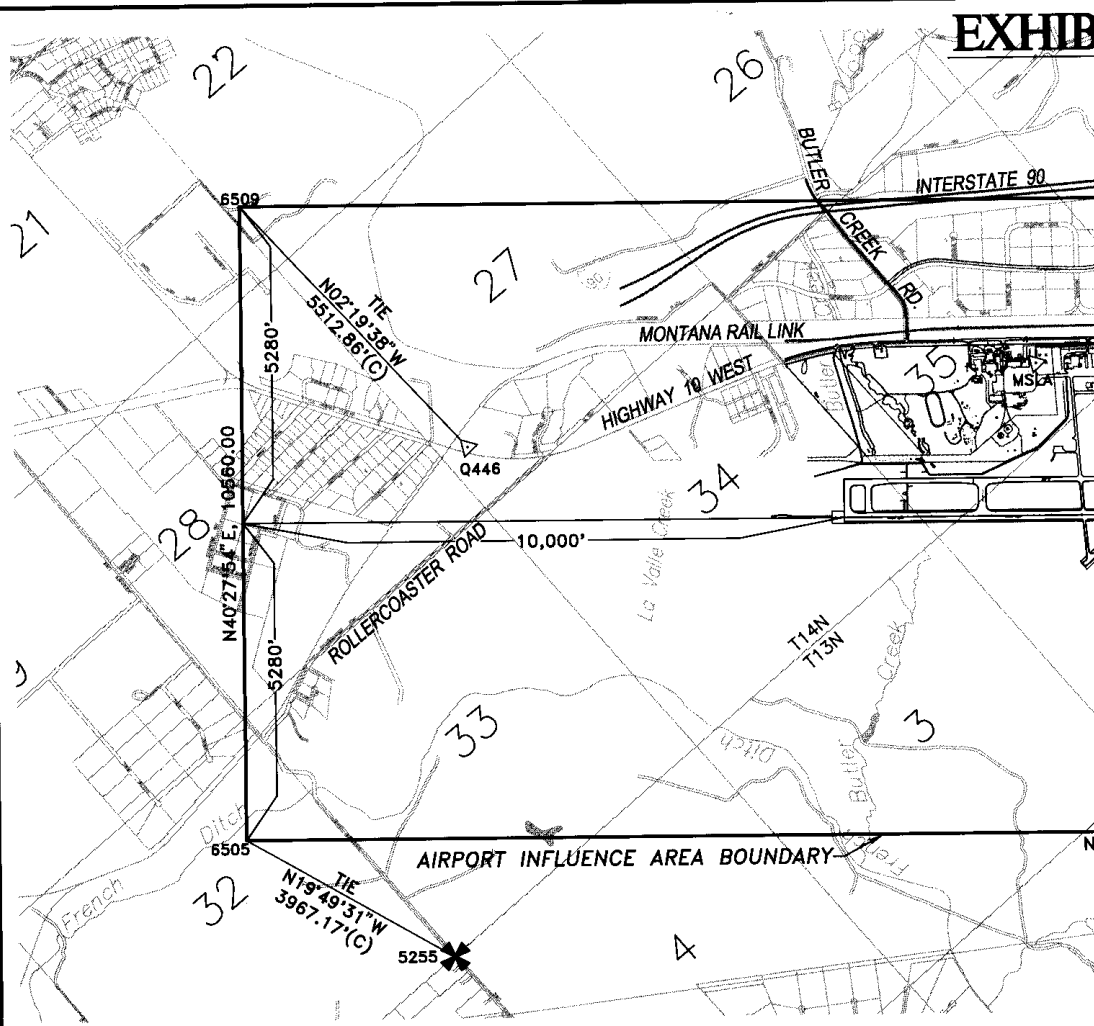 EXHIB
22
26
BUTLER
CREEK
RD.
INTERSTATE 90
6509
21
27
90
TIE
N02°19'38"W
5512.86'(C)
5280'
MONTANA RAIL LINK
HIGHWAY 10 WEST
35
MSLA
Q446
34
N40°27'54"E, 10560.00
28
10,000'
La Valle Creek
ROLLERCOASTER ROAD
T14N
T13N
Creek
5280'
33
3
Ditch
Butler
Ditch
6505
AIRPORT INFLUENCE AREA BOUNDARY
N
French
32
TIE
N19°49'31"W
3967.17'(C)
French
5255
4